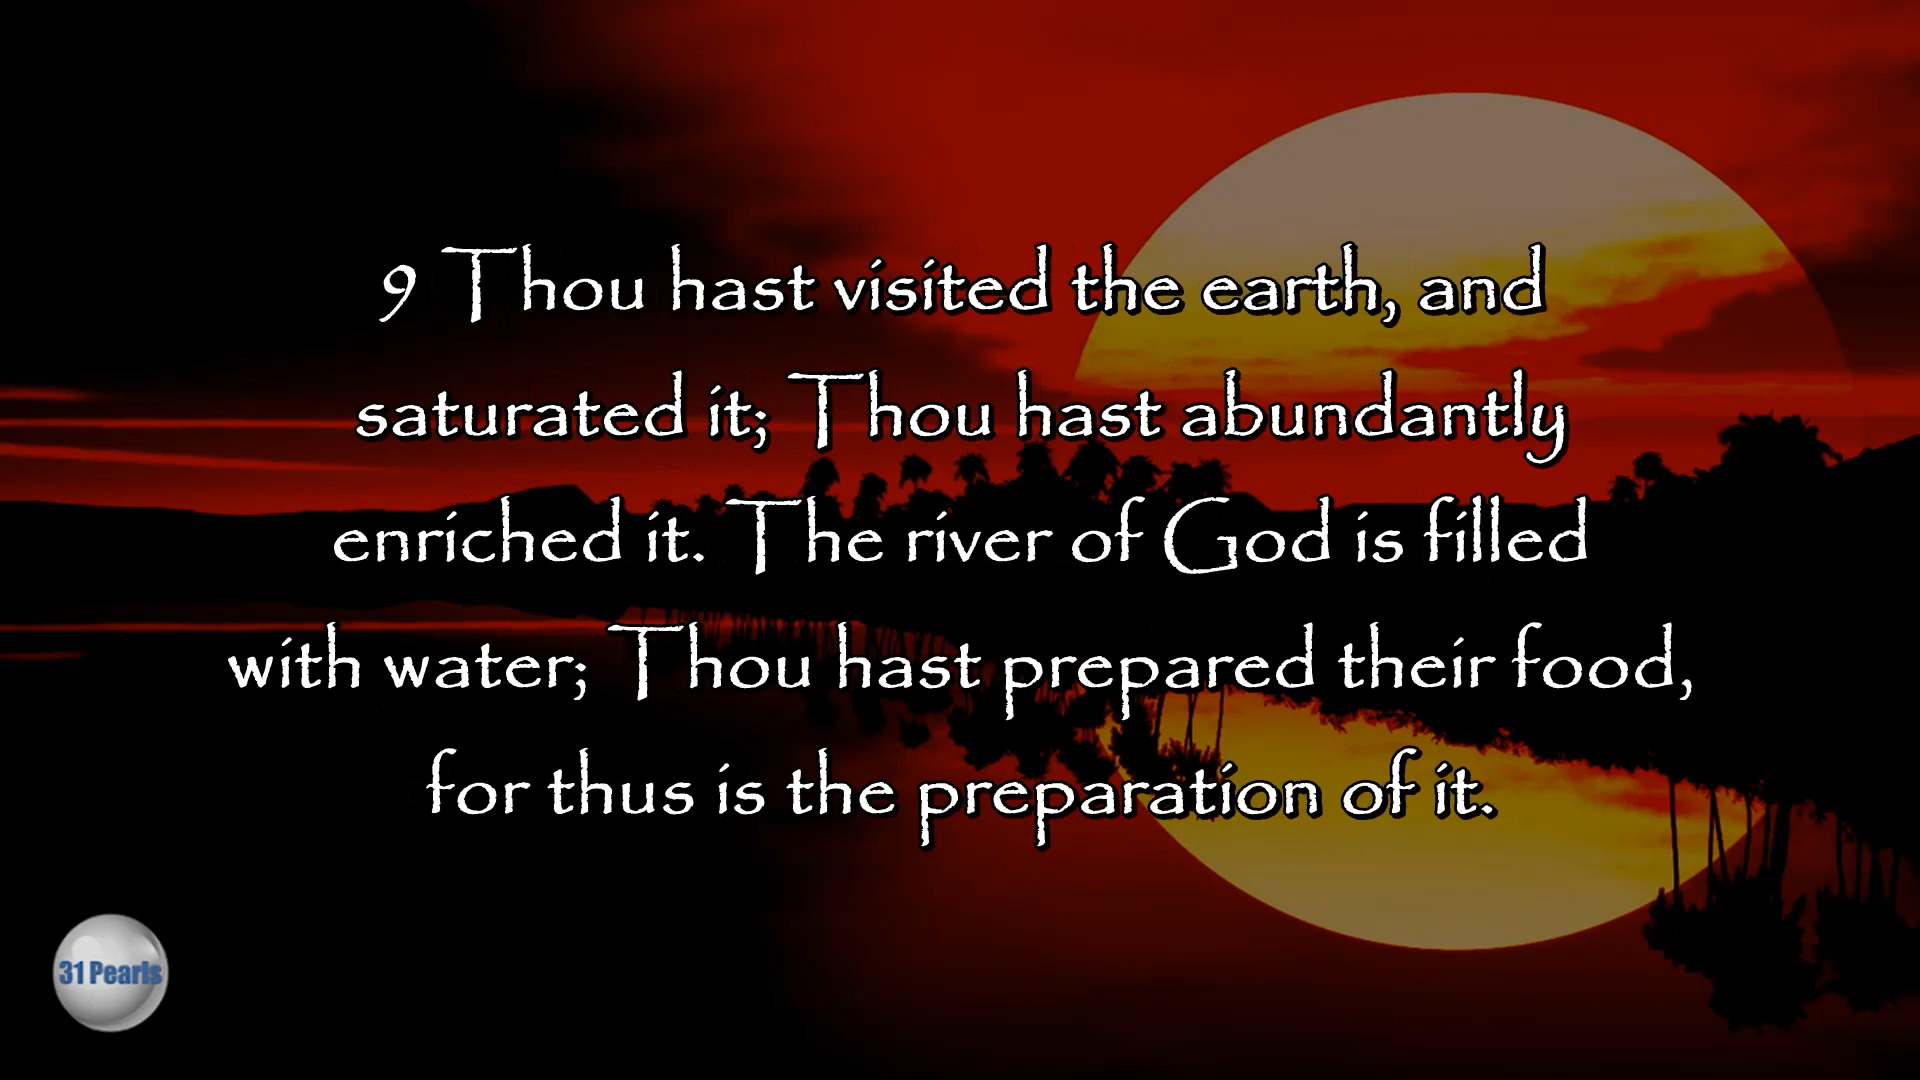 9 Thou hast visited the earth, and
saturated it; Thou hast abundantly
enriched it. The river of God is filled
with water; Thou hast prepared their food,
for thus is the preparation of it.
31 Pearls